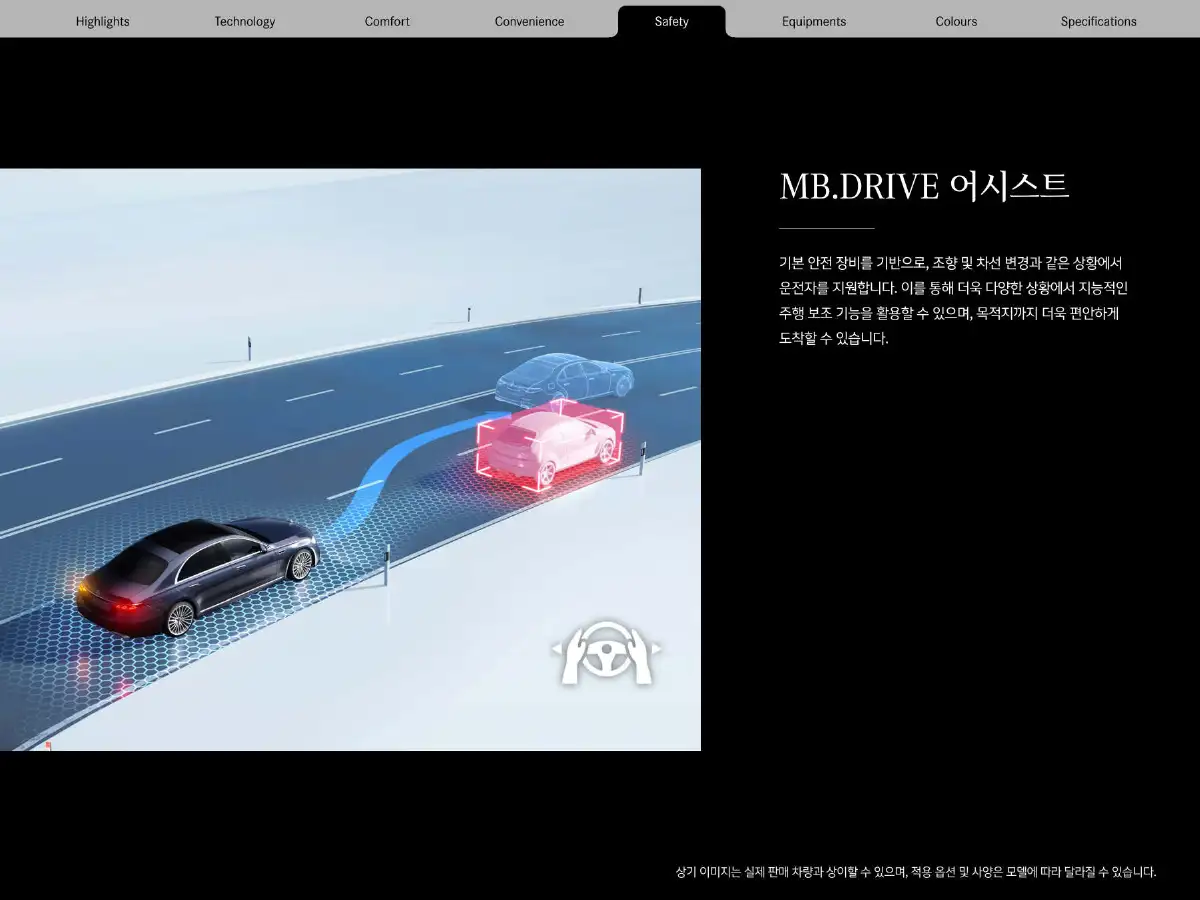 Highlights
Technology
Comfort
Convenience
Safety
Equipments
Colours
Specifications
MB.DRIVE 어시스트
기본 안전 장비를 기반으로, 조향 및 차선 변경과 같은 상황에서
운전자를 지원합니다. 이를 통해 더욱 다양한 상황에서 지능적인
주행 보조 기능을 활용할 수 있으며, 목적지까지 더욱 편안하게
도착할 수 있습니다.
상기 이미지는 실제 판매 차량과 상이할 수 있으며, 적용 옵션 및 사양은 모델에 따라 달라질 수 있습니다.